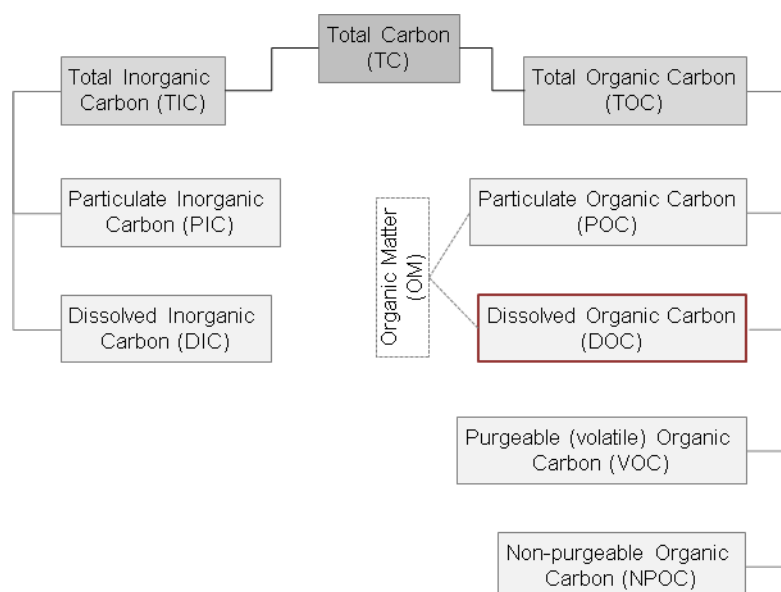 Total Carbon
(TC)
Total Inorganic
Carbon (TIC)
Total Organic Carbon
(TOC)
Particulate Inorganic
Carbon (PIC)
Organic Matter
(OM)
Particulate Organic Carbon
(POC)
Dissolved Inorganic
Carbon (DIC)
Dissolved Organic Carbon
(DOC)
Purgeable (volatile) Organic
Carbon (VOC)
Non-purgeable Organic
Carbon (NPOC)